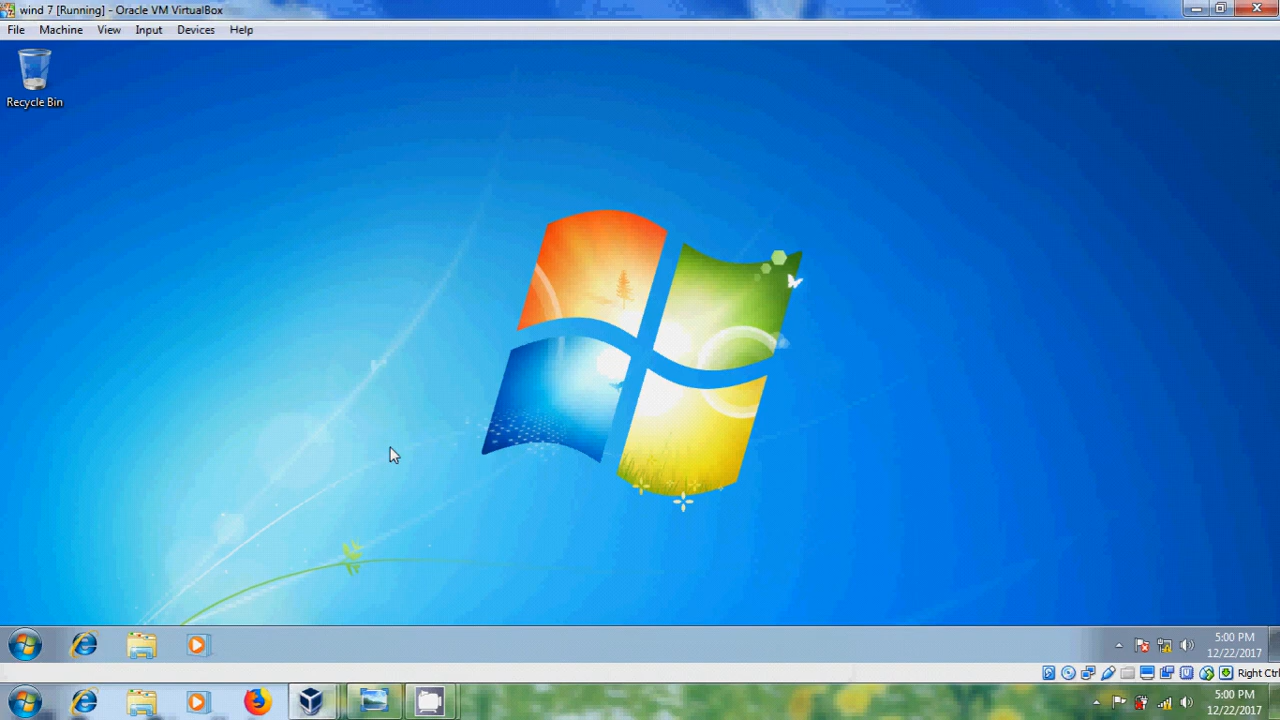 wind 7 [Running] - Oracle VM VirtualBox
File Machine View Input Devices Help
Recycle Bin
5:00 PM
12/22/2017
Right Ctrl
5:00 PM
12/22/2017